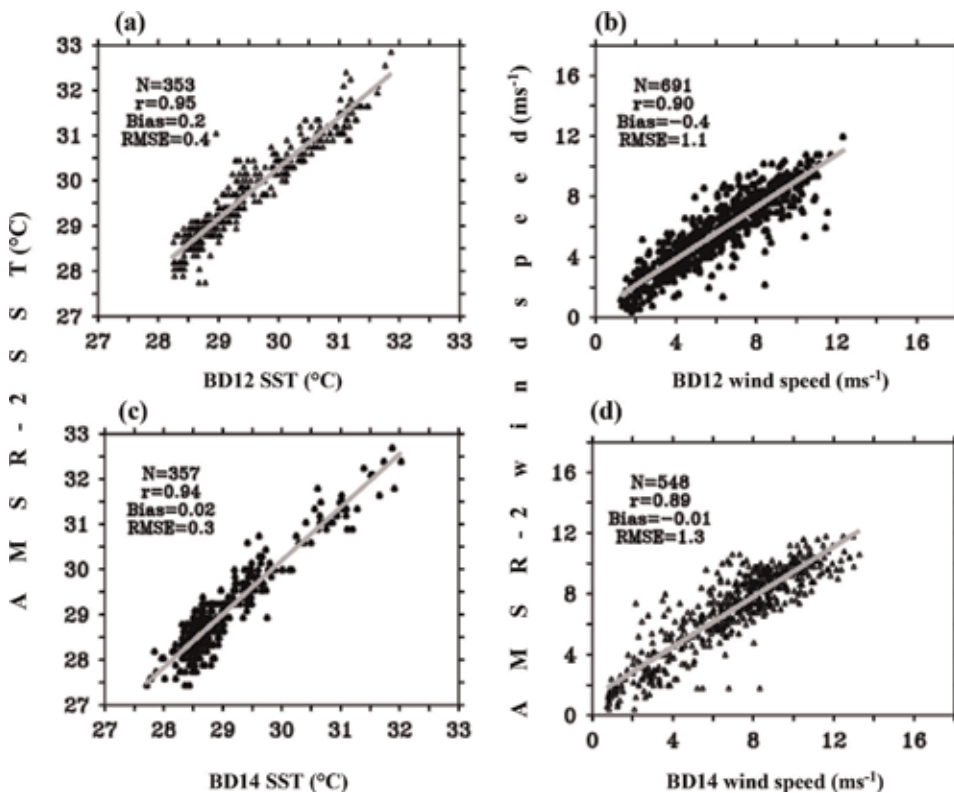 (a)
33
32
31
30
29
28
27
N=353
r=0.95
Bias=0.2
RMSE=0.4
27 28 29 30 31 32 33
BD12 SST (°C)
(b)
16
12
8
4
0
N=691
r=0.90
Bias=−0.4
RMSE=1.1
0 4 8 12 16
BD12 wind speed (ms⁻¹)
(c)
33
32
31
30
29
28
27
N=357
r=0.94
Bias=0.02
RMSE=0.3
27 28 29 30 31 32 33
BD14 SST (°C)
(d)
16
12
8
4
0
N=548
r=0.89
Bias=−0.01
RMSE=1.3
0 4 8 12 16
BD14 wind speed (ms⁻¹)
A M S R - 2 S S T (°C)
A M S R - 2 w i n d s p e e d (ms⁻¹)